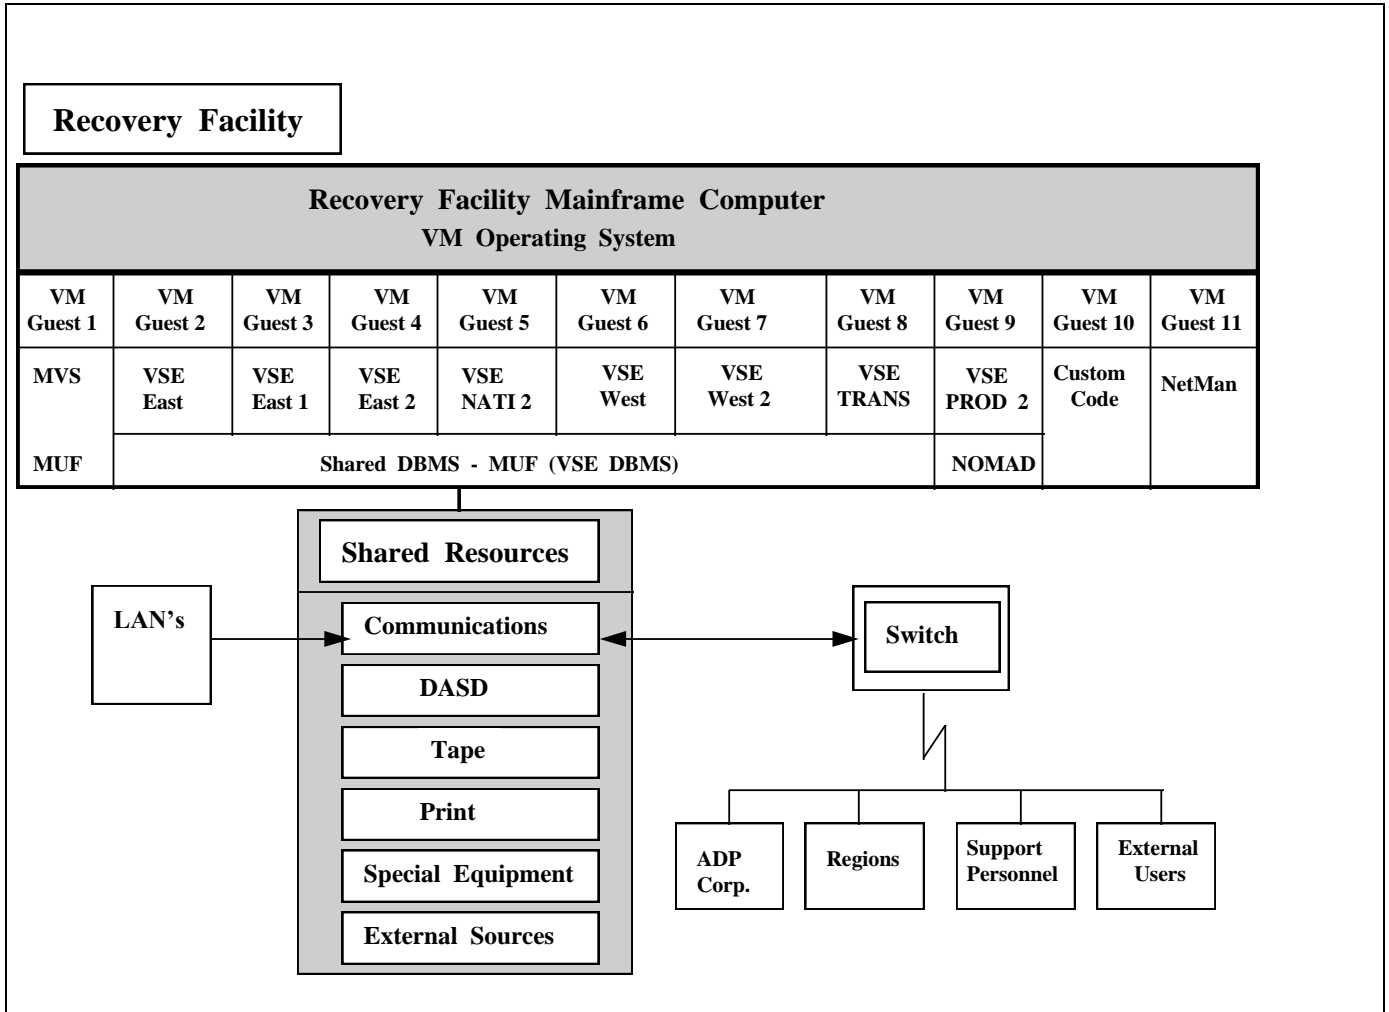 Recovery Facility
Recovery Facility Mainframe Computer
VM Operating System
VM Guest 1
VM Guest 2
VM Guest 3
VM Guest 4
VM Guest 5
VM Guest 6
VM Guest 7
VM Guest 8
VM Guest 9
VM Guest 10
VM Guest 11
MVS
VSE East
VSE East 1
VSE East 2
VSE NATI 2
VSE West
VSE West 2
VSE TRANS
VSE PROD 2
Custom Code
NetMan
MUF
Shared DBMS - MUF (VSE DBMS)
NOMAD
Shared Resources
LAN's
Communications
Switch
DASD
Tape
Print
Special Equipment
External Sources
ADP Corp.
Regions
Support Personnel
External Users